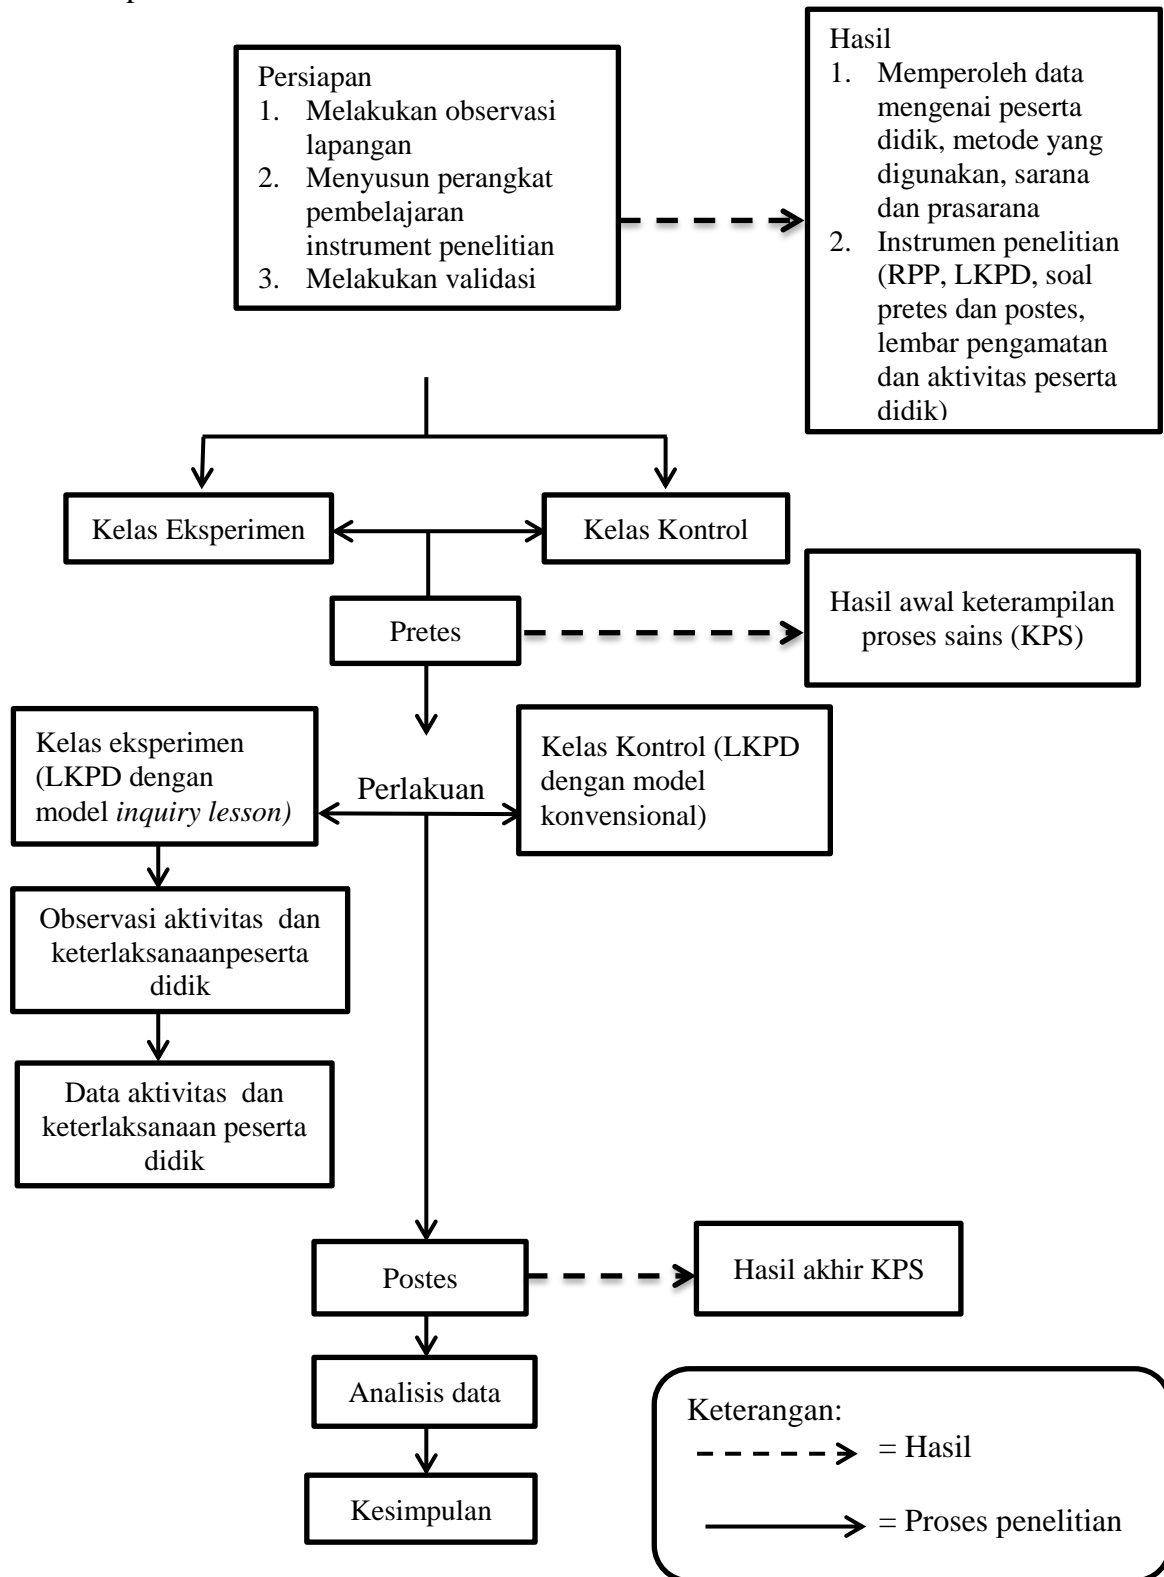 Persiapan
1. Melakukan observasi
lapangan
2. Menyusun perangkat
pembelajaran
instrument penelitian
3. Melakukan validasi
Hasil
1. Memperoleh data
mengenai peserta
didik, metode yang
digunakan, sarana
dan prasarana
2. Instrumen penelitian
(RPP, LKPD, soal
pretes dan postes,
lembar pengamatan
dan aktivitas peserta
didik)
Kelas Eksperimen
Kelas Kontrol
Pretes
Hasil awal keterampilan
proses sains (KPS)
Kelas eksperimen
(LKPD dengan
model inquiry lesson)
Perlakuan
Kelas Kontrol (LKPD
dengan model
konvensional)
Observasi aktivitas  dan
keterlaksanaanpeserta
didik
Data aktivitas  dan
keterlaksanaan peserta
didik
Postes
Hasil akhir KPS
Analisis data
Kesimpulan
Keterangan:
= Hasil
= Proses penelitian